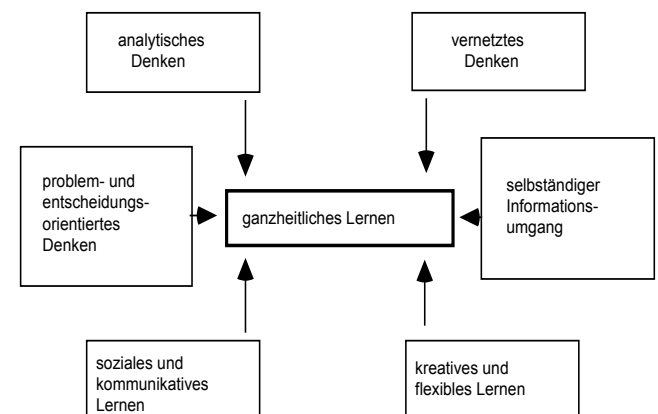 analytisches
Denken
vernetztes
Denken
problem- und
entscheidungs-
orientiertes
Denken
ganzheitliches Lernen
selbständiger
Informations-
umgang
soziales und
kommunikatives
Lernen
kreatives und
flexibles Lernen